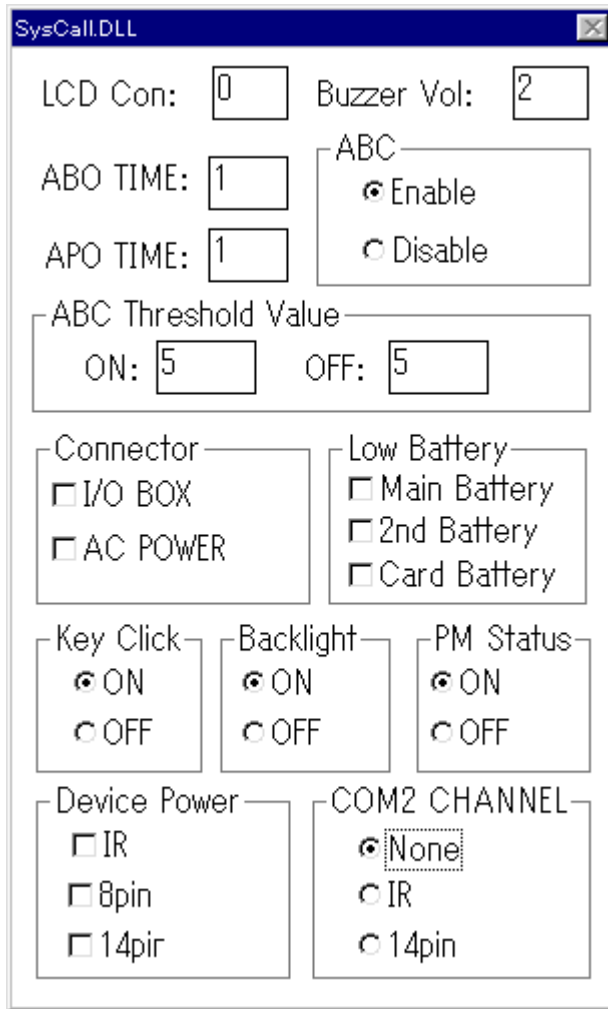 SysCall.DLL
LCD Con: 0 Buzzer Vol: 2
ABO TIME: 1
APO TIME: 1
ABC
Enable
Disable
ABC Threshold Value
ON: 5 OFF: 5
Connector
I/O BOX
AC POWER
Low Battery
Main Battery
2nd Battery
Card Battery
Key Click
ON
OFF
Backlight
ON
OFF
PM Status
ON
OFF
Device Power
IR
8pin
14pir
COM2 CHANNEL
None
IR
14pin